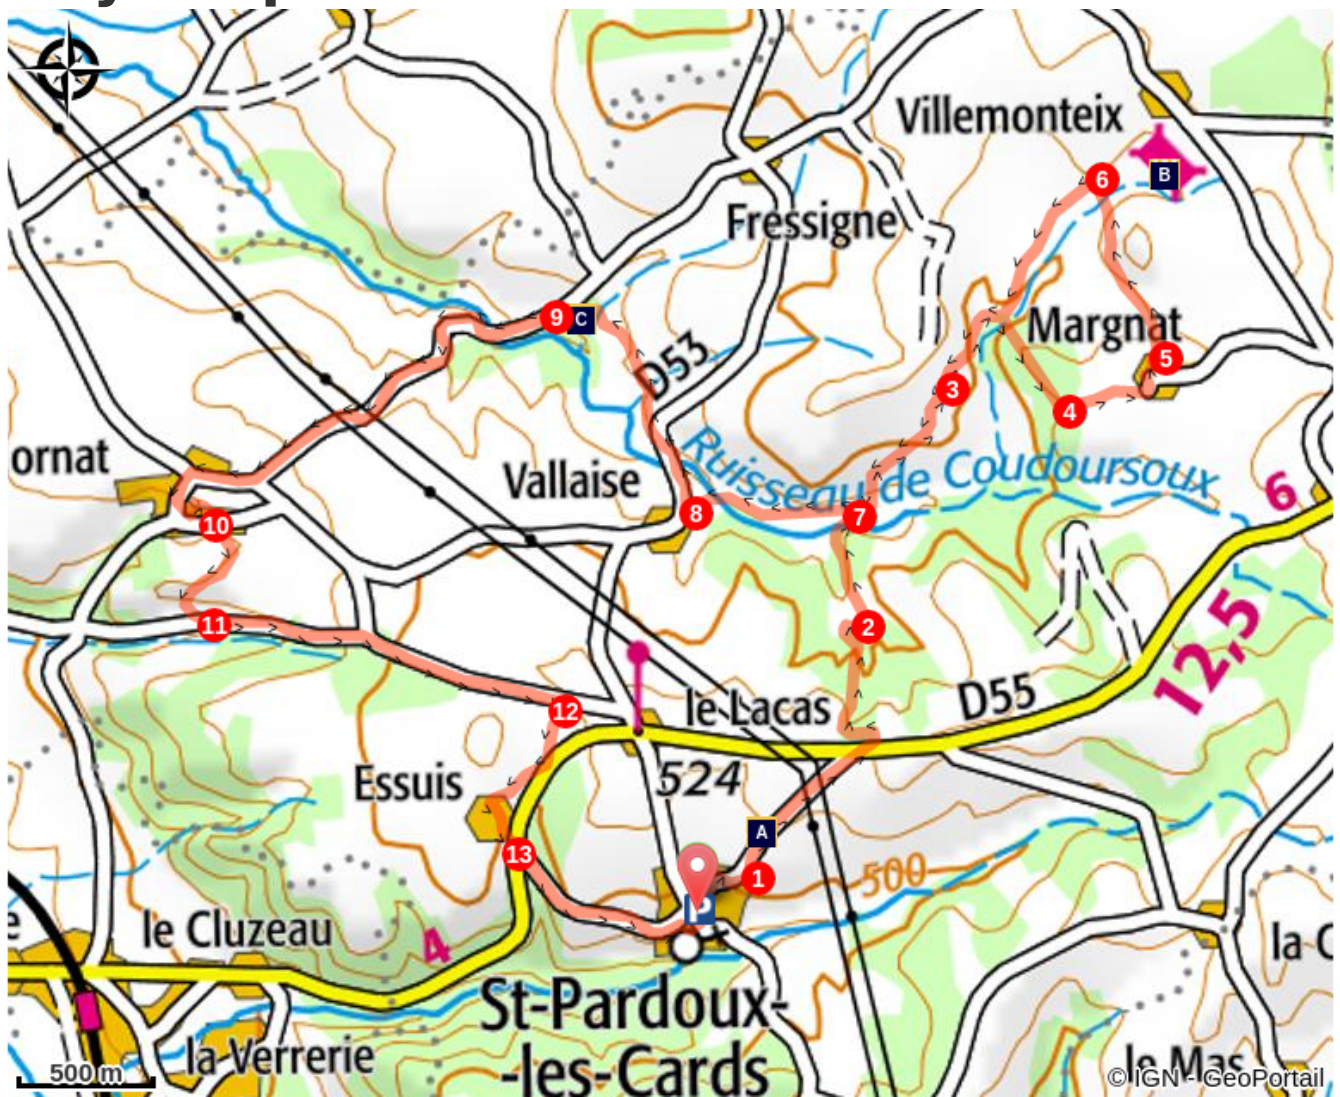 Villemonteix
6
B
Fressigne
9
C
Margnat
5
D53
3
4
ornat
Vallaise
Ruisseau de Coudoursoux
6
10
8
7
11
2
12,5
12
le Lacas
D55
Essuis
524
A
13
1
500
P
le Cluzeau
4
e
la C
St-Pardoux-
-les-Cards
la Verrerie
le Mas
500 m
© IGN - GeoPortail